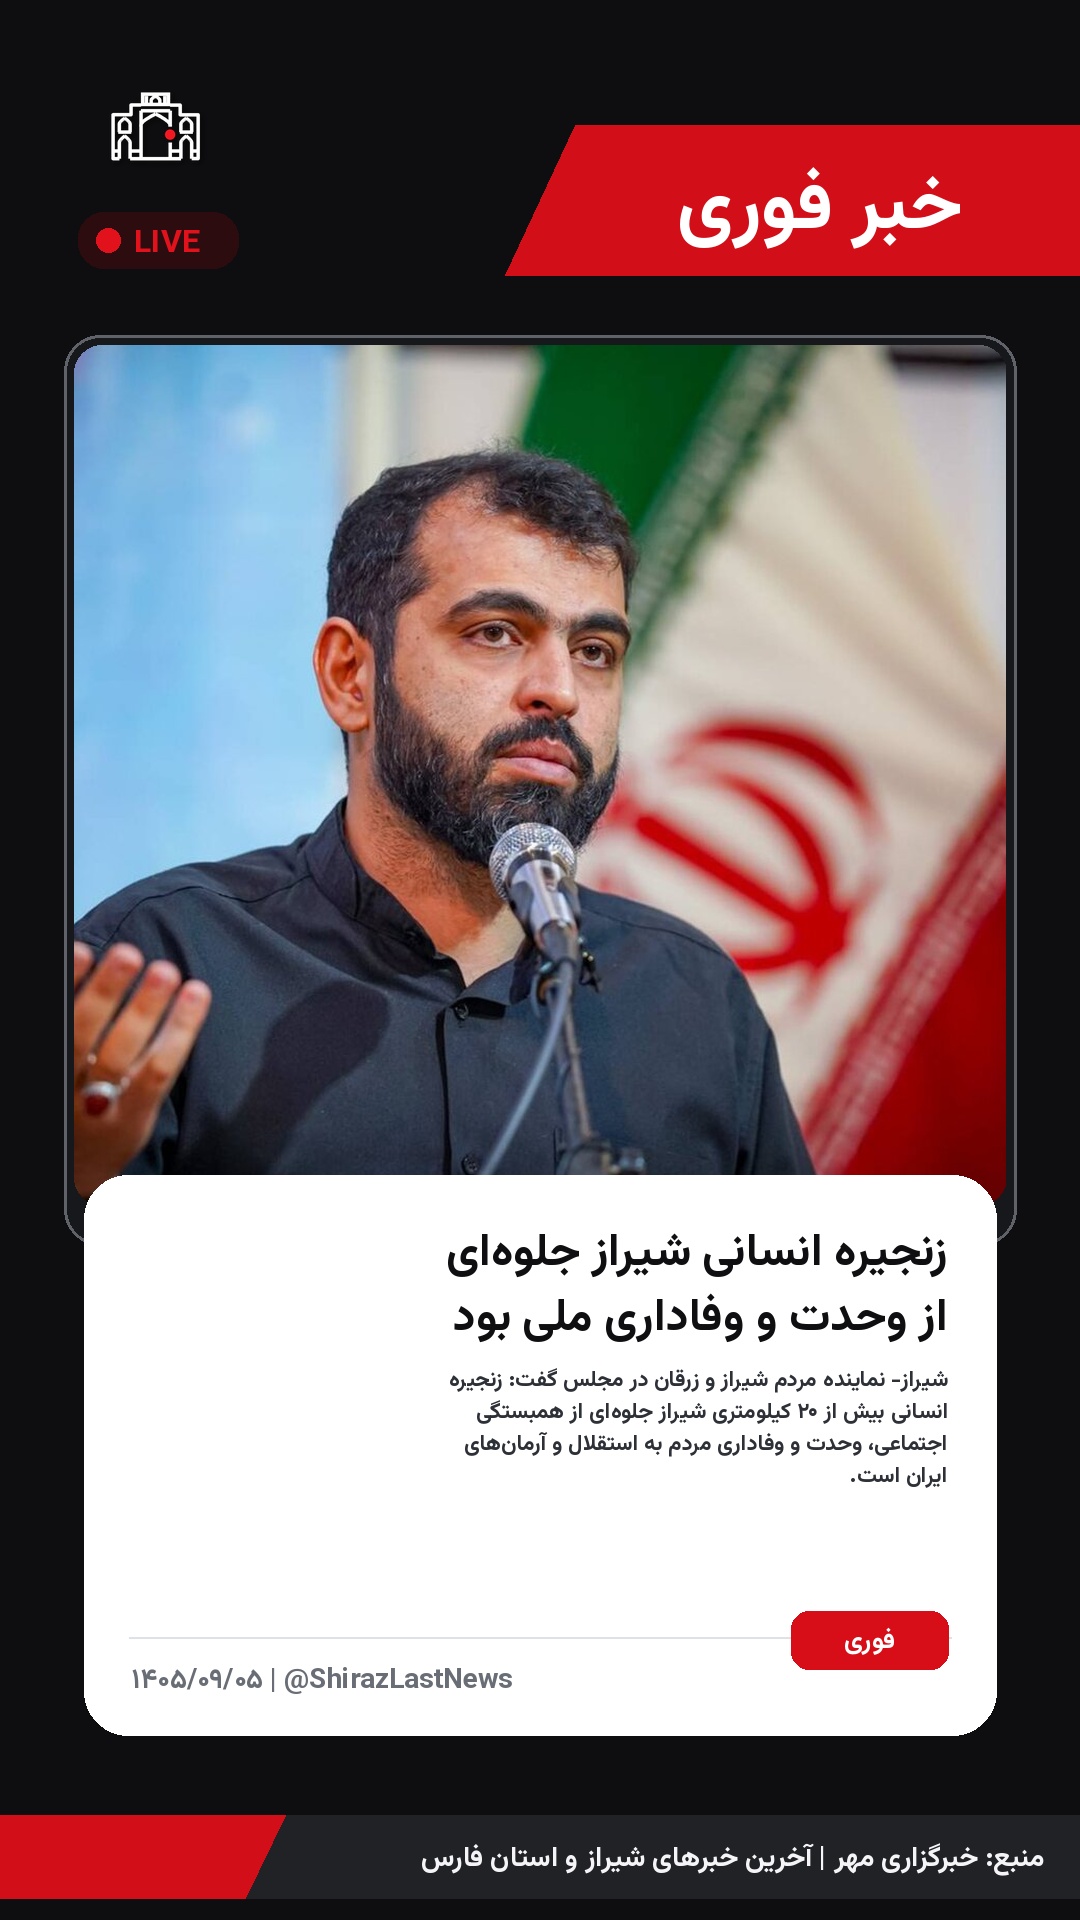 خبر فوری
LIVE
زنجیره انسانی شیراز جلوه‌ای
از وحدت و وفاداری ملی بود
شیراز- نماینده مردم شیراز و زرقان در مجلس گفت: زنجیره
انسانی بیش از ۲۰ کیلومتری شیراز جلوه‌ای از همبستگی
اجتماعی، وحدت و وفاداری مردم به استقلال و آرمان‌های
ایران است.
فوری
۱۴۰۵/۰۹/۰۵ | @ShirazLastNews
منبع: خبرگزاری مهر | آخرین خبرهای شیراز و استان فارس